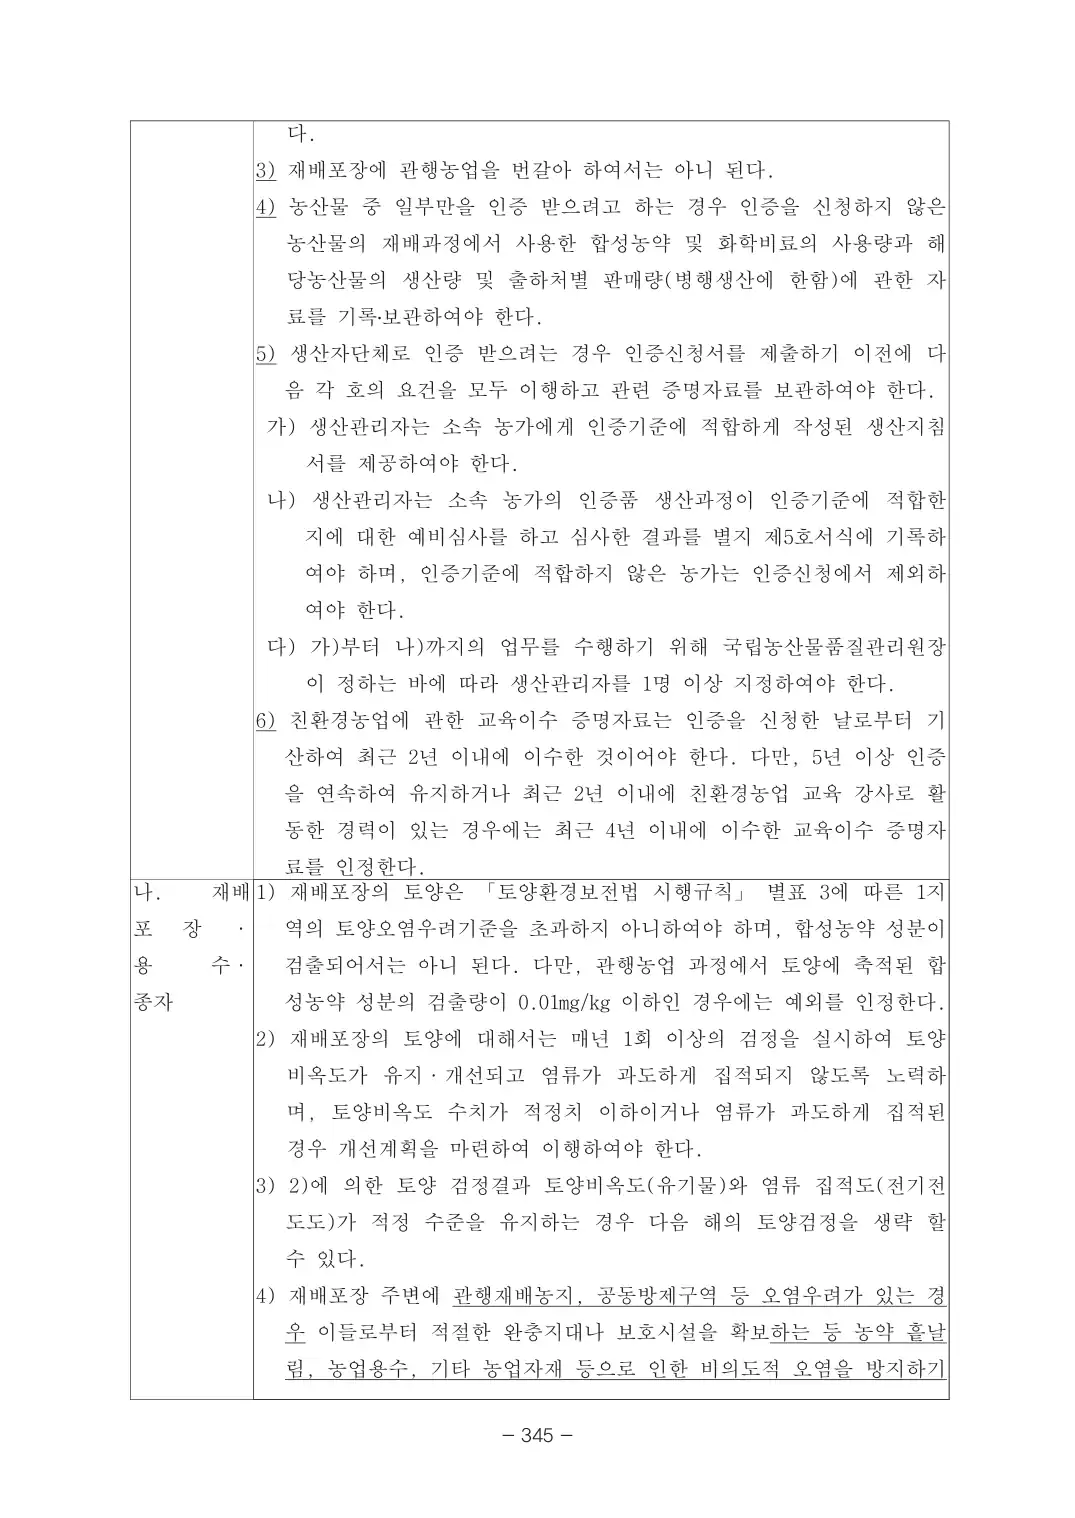 다.
3) 재배포장에 관행농업을 번갈아 하여서는 아니 된다.
4) 농산물 중 일부만을 인증 받으려고 하는 경우 인증을 신청하지 않은
농산물의 재배과정에서 사용한 합성농약 및 화학비료의 사용량과 해
당농산물의 생산량 및 출하처별 판매량(병행생산에 한함)에 관한 자
료를 기록·보관하여야 한다.
5) 생산자단체로 인증 받으려는 경우 인증신청서를 제출하기 이전에 다
음 각 호의 요건을 모두 이행하고 관련 증명자료를 보관하여야 한다.
가) 생산관리자는 소속 농가에게 인증기준에 적합하게 작성된 생산지침
서를 제공하여야 한다.
나) 생산관리자는 소속 농가의 인증품 생산과정이 인증기준에 적합한
지에 대한 예비심사를 하고 심사한 결과를 별지 제5호서식에 기록하
여야 하며, 인증기준에 적합하지 않은 농가는 인증신청에서 제외하
여야 한다.
다) 가)부터 나)까지의 업무를 수행하기 위해 국립농산물품질관리원장
이 정하는 바에 따라 생산관리자를 1명 이상 지정하여야 한다.
6) 친환경농업에 관한 교육이수 증명자료는 인증을 신청한 날로부터 기
산하여 최근 2년 이내에 이수한 것이어야 한다. 다만, 5년 이상 인증
을 연속하여 유지하거나 최근 2년 이내에 친환경농업 교육 강사로 활
동한 경력이 있는 경우에는 최근 4년 이내에 이수한 교육이수 증명자
료를 인정한다.
나. 재배
포 장 ·
용 수·
종자
1) 재배포장의 토양은 「토양환경보전법 시행규칙」 별표 3에 따른 1지
역의 토양오염우려기준을 초과하지 아니하여야 하며, 합성농약 성분이
검출되어서는 아니 된다. 다만, 관행농업 과정에서 토양에 축적된 합
성농약 성분의 검출량이 0.01mg/kg 이하인 경우에는 예외를 인정한다.
2) 재배포장의 토양에 대해서는 매년 1회 이상의 검정을 실시하여 토양
비옥도가 유지·개선되고 염류가 과도하게 집적되지 않도록 노력하
며, 토양비옥도 수치가 적정치 이하이거나 염류가 과도하게 집적된
경우 개선계획을 마련하여 이행하여야 한다.
3) 2)에 의한 토양 검정결과 토양비옥도(유기물)와 염류 집적도(전기전
도도)가 적정 수준을 유지하는 경우 다음 해의 토양검정을 생략 할
수 있다.
4) 재배포장 주변에 관행재배농지, 공동방제구역 등 오염우려가 있는 경
우 이들로부터 적절한 완충지대나 보호시설을 확보하는 등 농약 흩날
림, 농업용수, 기타 농업자재 등으로 인한 비의도적 오염을 방지하기
- 345 -